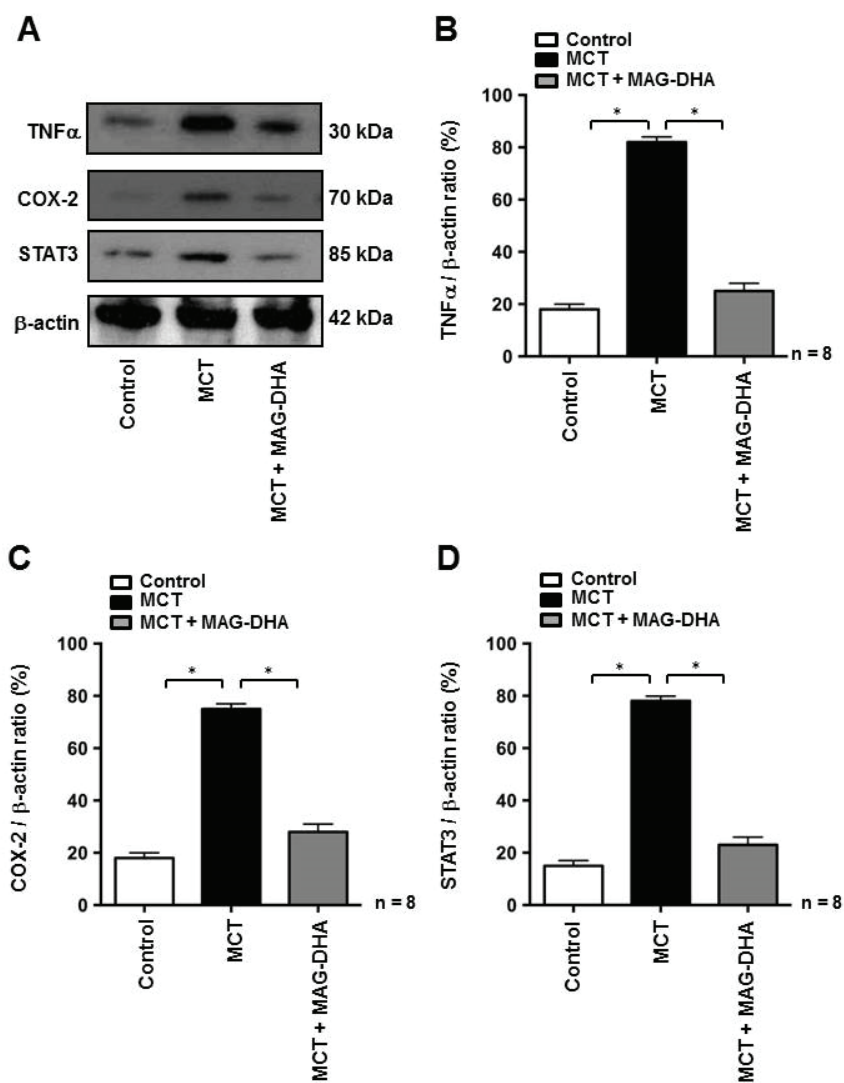 A
TNFα 30 kDa
COX-2 70 kDa
STAT3 85 kDa
β-actin 42 kDa
Control
MCT
MCT + MAG-DHA
B
Control
MCT
MCT + MAG-DHA
TNFα / β-actin ratio (%)
100
80
60
40
20
0
* *
n = 8
Control
MCT
MCT + MAG-DHA
C
Control
MCT
MCT + MAG-DHA
COX-2 / β-actin ratio (%)
100
80
60
40
20
0
* *
n = 8
Control
MCT
MCT + MAG-DHA
D
Control
MCT
MCT + MAG-DHA
STAT3 / β-actin ratio (%)
100
80
60
40
20
0
* *
n = 8
Control
MCT
MCT + MAG-DHA